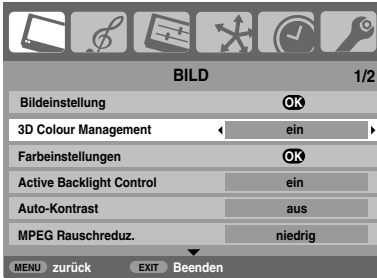 BILD 1/2
Bildeinstellung OK
3D Colour Management ein
Farbeinstellungen OK
Active Backlight Control ein
Auto-Kontrast aus
MPEG Rauschreduz. niedrig
MENU zurück EXIT Beenden